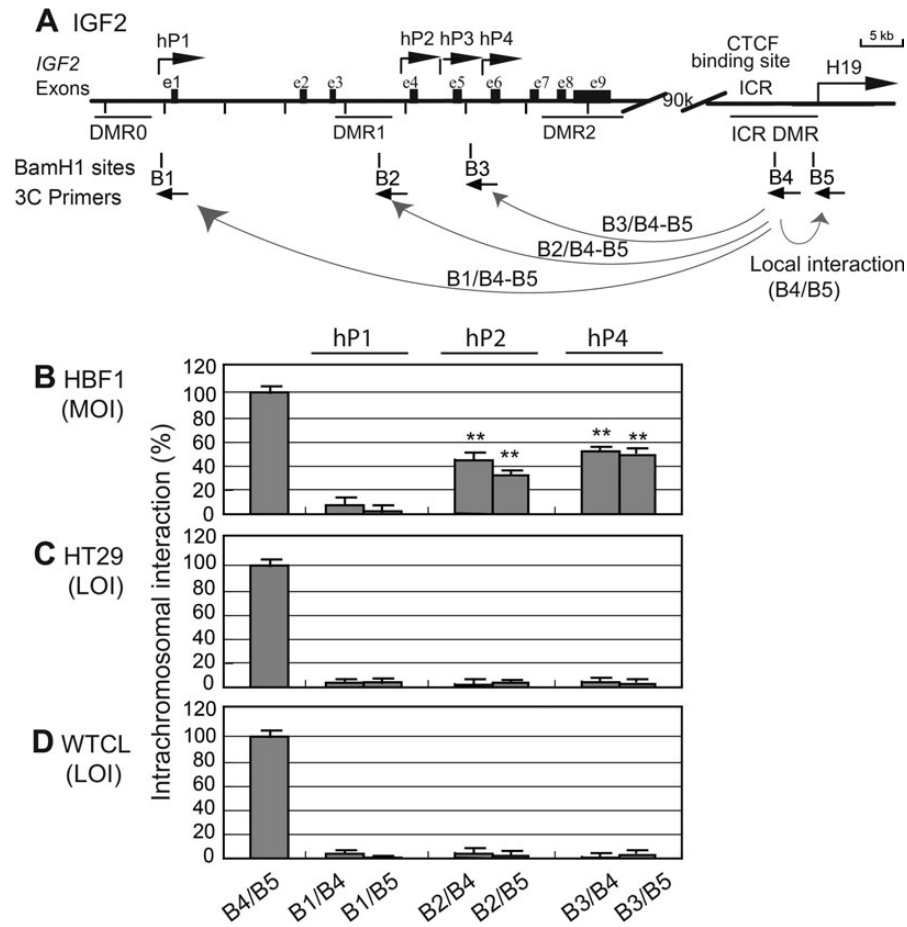 A IGF2
hP1 hP2 hP3 hP4 CTCF binding site H19 5 kb
IGF2 Exons e1 e2 e3 e4 e5 e6 e7 e8 e9 90k ICR
DMR0 DMR1 DMR2 ICR DMR
BamH1 sites
3C Primers
B1 B2 B3 B4 B5
B3/B4-B5
B2/B4-B5
B1/B4-B5
Local interaction
(B4/B5)
hP1 hP2 hP4
B HBF1
(MOI)
120
100
80
60
40
20
0
** ** ** **
Intrachromosomal interaction (%)
C HT29
(LOI)
120
100
80
60
40
20
0
D WTCL
(LOI)
120
100
80
60
40
20
0
B4/B5 B1/B4 B1/B5 B2/B4 B2/B5 B3/B4 B3/B5